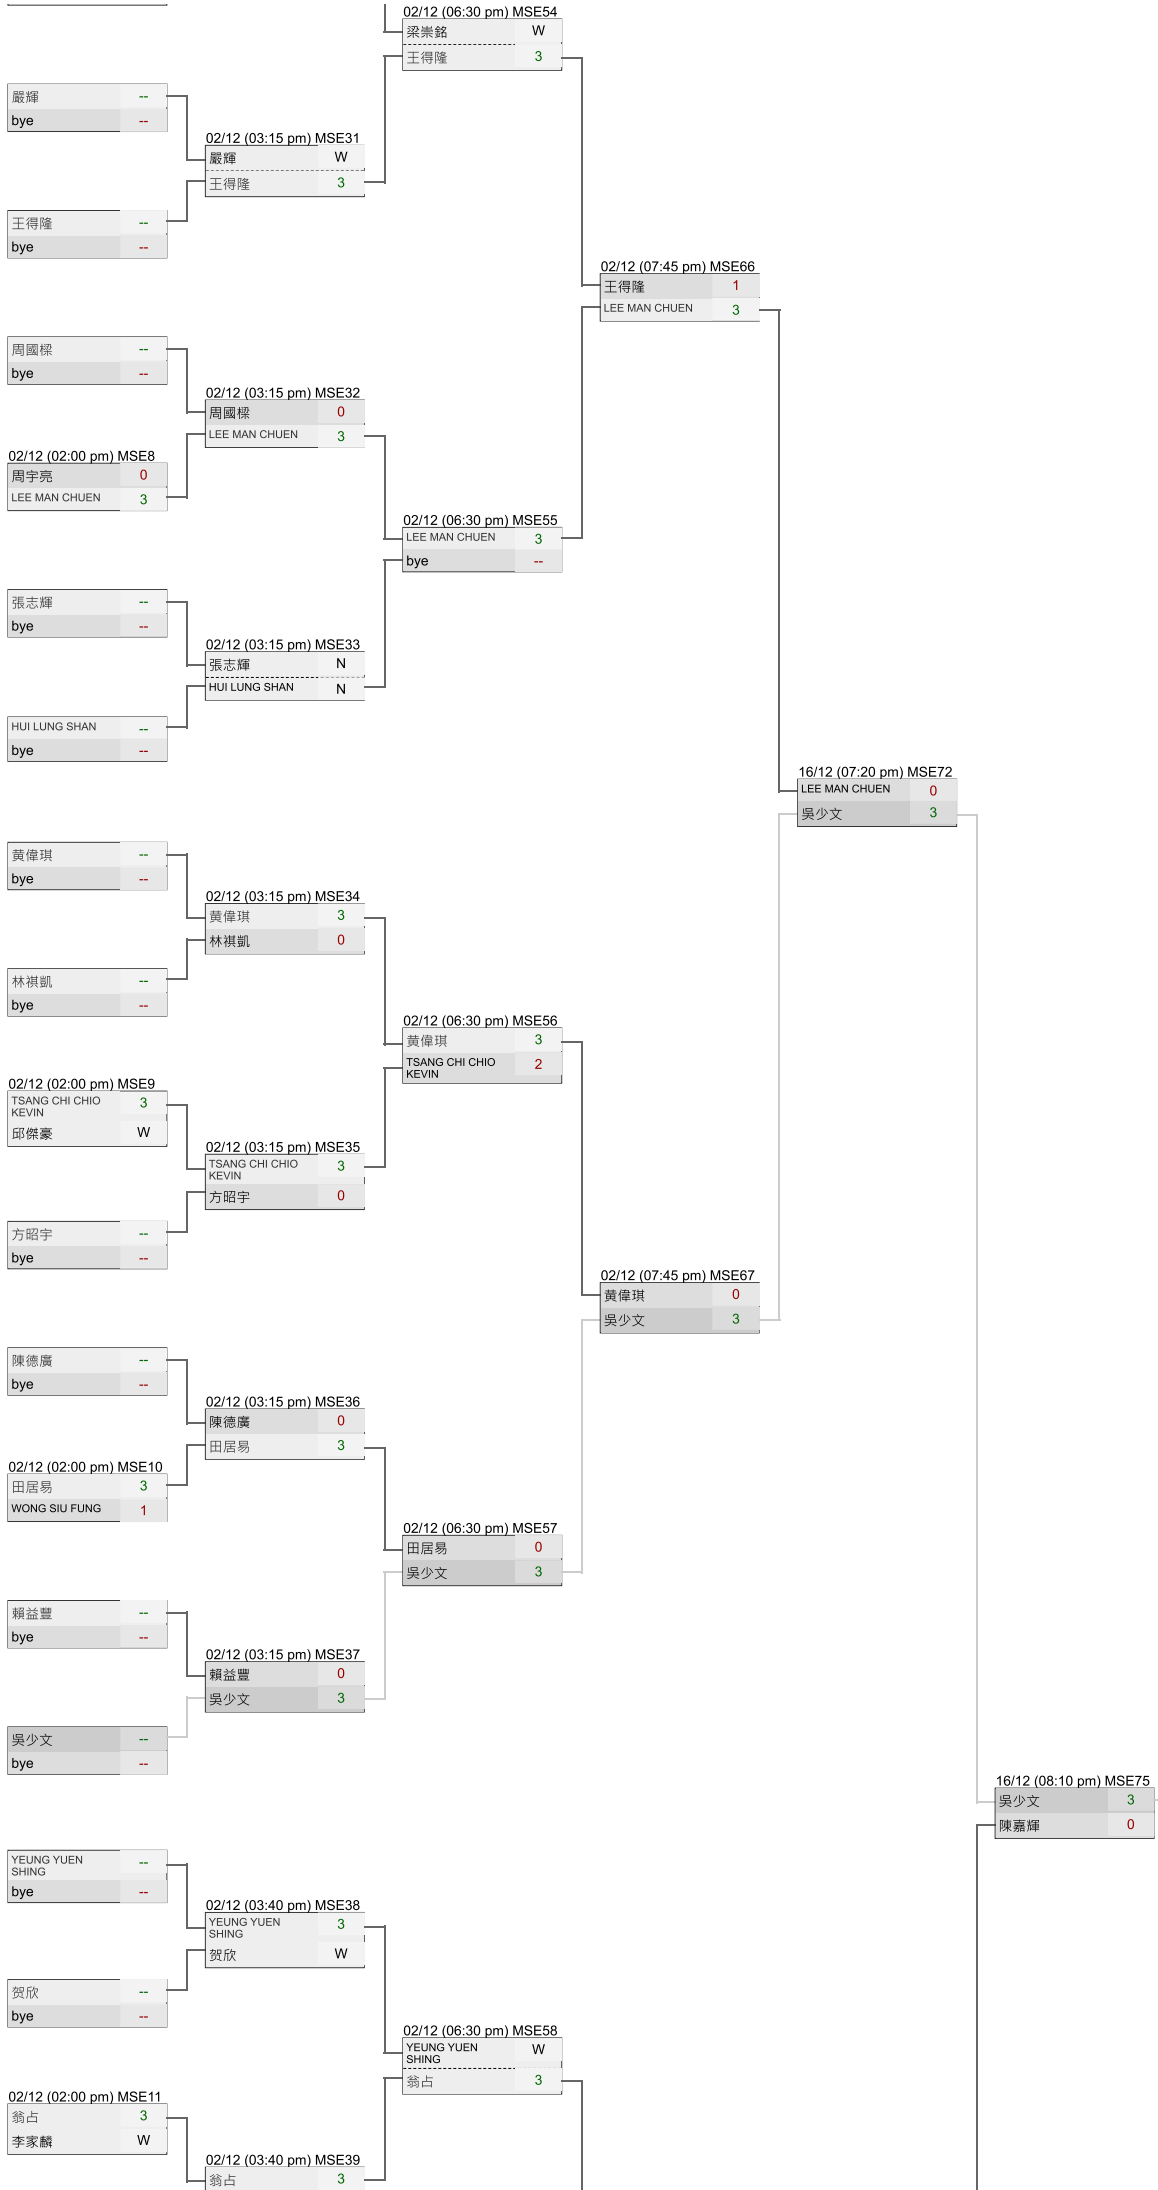 02/12 (06:30 pm) MSE54
梁崇銘 W
王得隆 3
嚴輝 --
bye --
02/12 (03:15 pm) MSE31
嚴輝 W
王得隆 3
王得隆 --
bye --
02/12 (07:45 pm) MSE66
王得隆 1
LEE MAN CHUEN 3
周國樑 --
bye --
02/12 (03:15 pm) MSE32
周國樑 0
LEE MAN CHUEN 3
02/12 (02:00 pm) MSE8
周宇亮 0
LEE MAN CHUEN 3
02/12 (06:30 pm) MSE55
LEE MAN CHUEN 3
bye --
張志輝 --
bye --
02/12 (03:15 pm) MSE33
張志輝 N
HUI LUNG SHAN N
HUI LUNG SHAN --
bye --
16/12 (07:20 pm) MSE72
LEE MAN CHUEN 0
吳少文 3
黄偉琪 --
bye --
02/12 (03:15 pm) MSE34
黄偉琪 3
林祺凱 0
林祺凱 --
bye --
02/12 (06:30 pm) MSE56
黄偉琪 3
TSANG CHI CHIO 2
KEVIN
02/12 (02:00 pm) MSE9
TSANG CHI CHIO 3
KEVIN
邱傑豪 W
02/12 (03:15 pm) MSE35
TSANG CHI CHIO 3
KEVIN
方昭宇 0
方昭宇 --
bye --
02/12 (07:45 pm) MSE67
黄偉琪 0
吳少文 3
陳德廣 --
bye --
02/12 (03:15 pm) MSE36
陳德廣 0
田居易 3
02/12 (02:00 pm) MSE10
田居易 3
WONG SIU FUNG 1
02/12 (06:30 pm) MSE57
田居易 0
吳少文 3
賴益豐 --
bye --
02/12 (03:15 pm) MSE37
賴益豐 0
吳少文 3
吳少文 --
bye --
16/12 (08:10 pm) MSE75
吳少文 3
陳嘉輝 0
YEUNG YUEN --
SHING
bye --
02/12 (03:40 pm) MSE38
YEUNG YUEN 3
SHING
贺欣 W
贺欣 --
bye --
02/12 (06:30 pm) MSE58
YEUNG YUEN W
SHING
翁占 3
02/12 (02:00 pm) MSE11
翁占 3
李家麟 W
02/12 (03:40 pm) MSE39
翁占 3